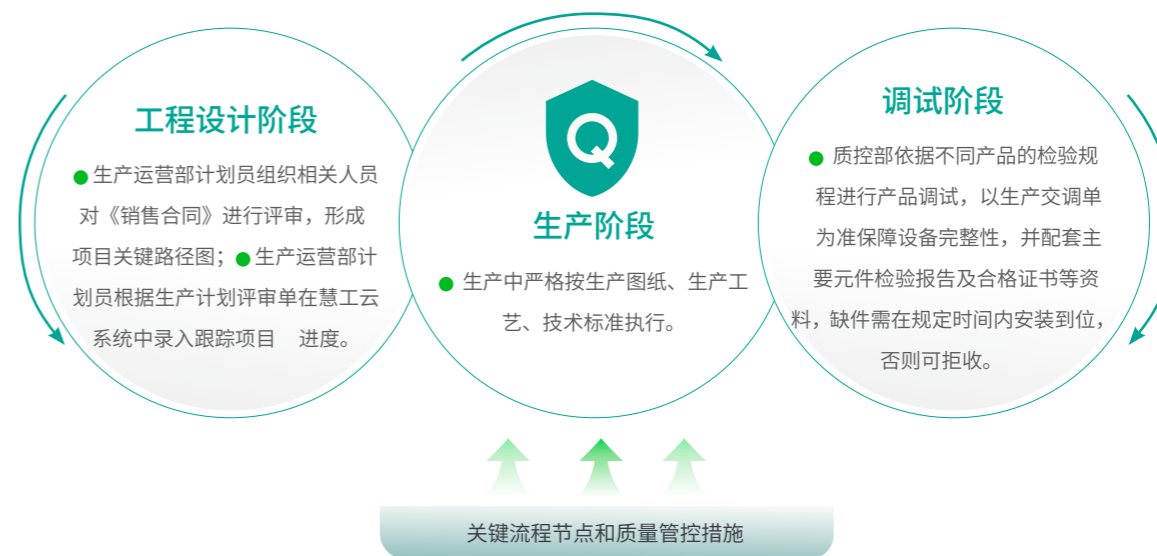 工程设计阶段
● 生产运营部计划员组织相关人员
对《销售合同》进行评审，形成
项目关键路径图；● 生产运营部计
划员根据生产计划评审单在慧工云
系统中录入跟踪项目 进度。
Q
生产阶段
● 生产中严格按生产图纸、生产工
艺、技术标准执行。
调试阶段
● 质控部依据不同产品的检验规
程进行产品调试，以生产交调单
为准保障设备完整性，并配套主
要元件检验报告及合格证书等资
料，缺件需在规定时间内安装到位，
否则可拒收。
关键流程节点和质量管控措施